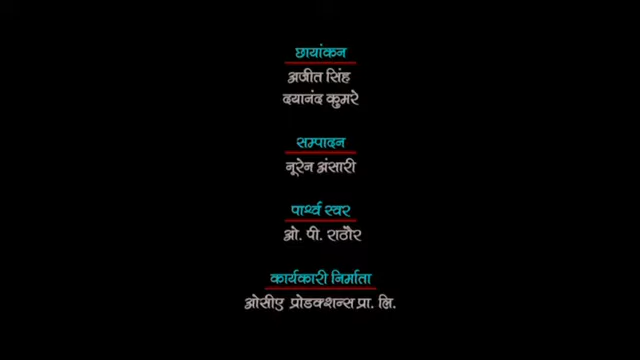 छायांकन
अजीत सिंह
दयानंद कुमरे
सम्पादन
नूरेन अंसारी
पार्श्व स्वर
ओ. पी. राठौर
कार्यकारी निर्माता
ओसीए प्रोडक्शन्स प्रा. लि.